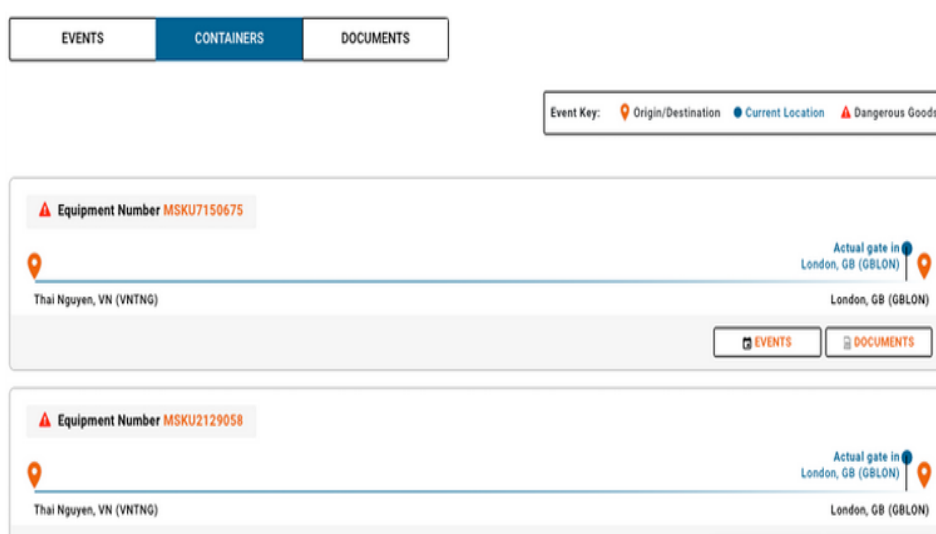 EVENTS CONTAINERS DOCUMENTS
Event Key: Origin/Destination Current Location Dangerous Goods
Equipment Number MSKU7150675
Actual gate in
London, GB (GBLON)
Thai Nguyen, VN (VNTNG) London, GB (GBLON)
EVENTS DOCUMENTS
Equipment Number MSKU2129058
Actual gate in
London, GB (GBLON)
Thai Nguyen, VN (VNTNG) London, GB (GBLON)